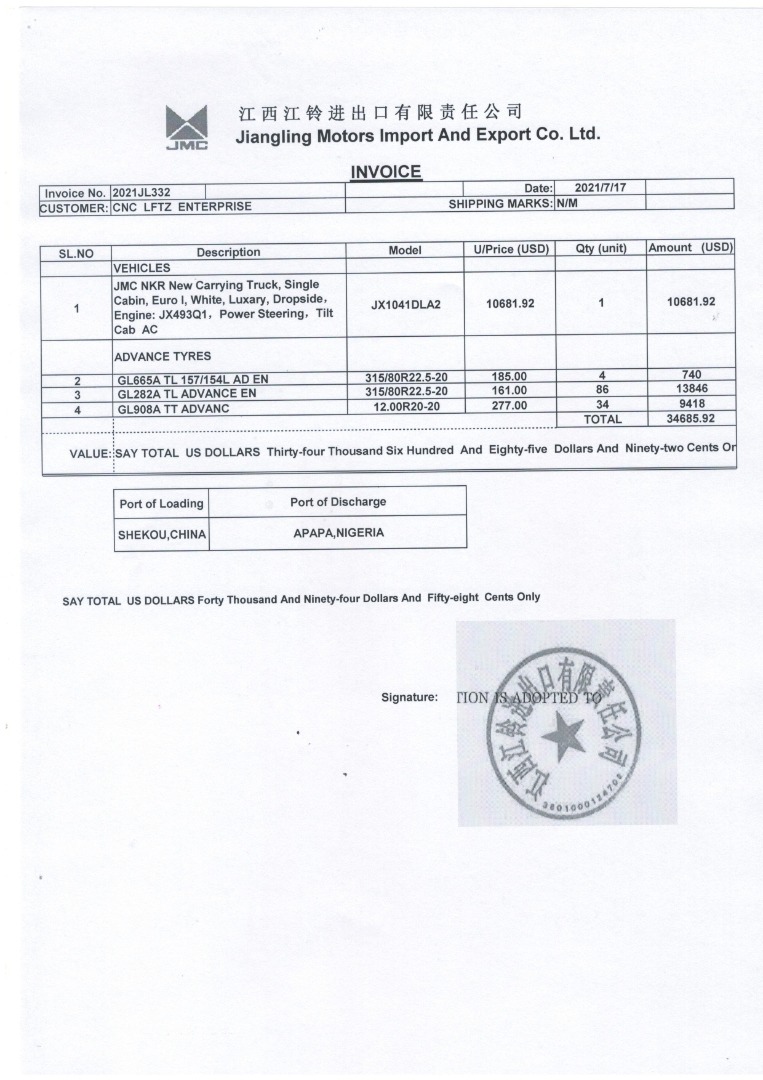 江西江铃进出口有限责任公司
JMC
Jiangling Motors Import And Export Co. Ltd.
INVOICE
Invoice No. 2021JL332 Date: 2021/7/17
CUSTOMER: CNC LFTZ ENTERPRISE SHIPPING MARKS: N/M
SL.NO Description Model U/Price (USD) Qty (unit) Amount (USD)
VEHICLES
1 JMC NKR New Carrying Truck, Single
Cabin, Euro I, White, Luxary, Dropside,
Engine: JX493Q1, Power Steering, Tilt
Cab AC
JX1041DLA2 10681.92 1 10681.92
ADVANCE TYRES
2 GL665A TL 157/154L AD EN 315/80R22.5-20 185.00 4 740
3 GL282A TL ADVANCE EN 315/80R22.5-20 161.00 86 13846
4 GL908A TT ADVANC 12.00R20-20 277.00 34 9418
TOTAL 34685.92
VALUE: SAY TOTAL US DOLLARS Thirty-four Thousand Six Hundred And Eighty-five Dollars And Ninety-two Cents Or
Port of Loading Port of Discharge
SHEKOU,CHINA APAPA,NIGERIA
SAY TOTAL US DOLLARS Forty Thousand And Ninety-four Dollars And Fifty-eight Cents Only
Signature: TION IS ADOPTED TO
江西江铃进出口有限责任公司